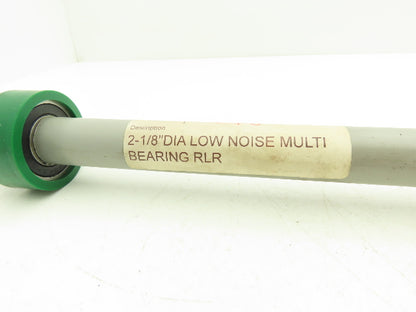 Description
2-1/8"DIA LOW NOISE MULTI
BEARING RLR